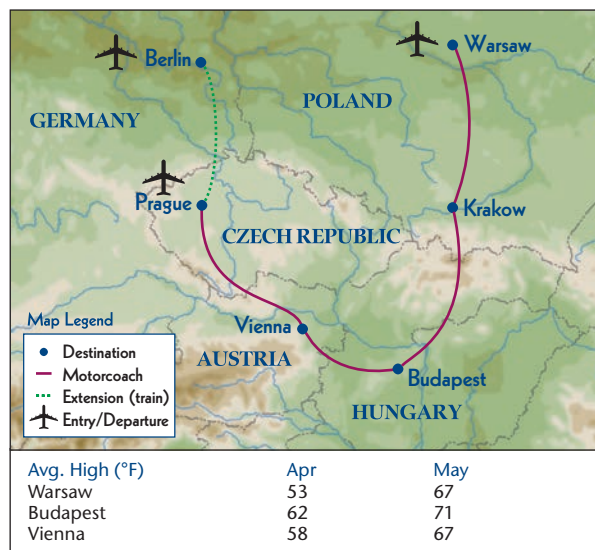 Berlin
Warsaw
POLAND
GERMANY
Prague
Krakow
CZECH REPUBLIC
Map Legend
Vienna
Destination
AUSTRIA
Motorcoach
Budapest
Extension (train)
HUNGARY
Entry/Departure
Avg. High (°F) Apr May
Warsaw 53 67
Budapest 62 71
Vienna 58 67